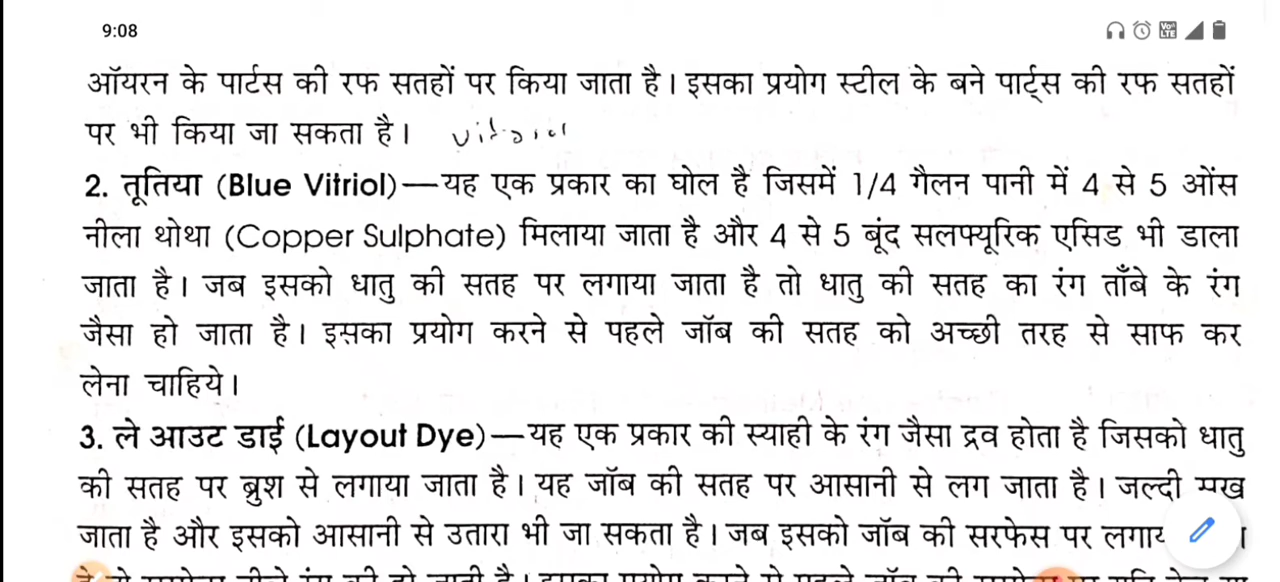 9:08
ऑयरन के पार्टस की रफ सतहों पर किया जाता है। इसका प्रयोग स्टील के बने पार्ट्स की रफ सतहों
पर भी किया जा सकता है।
2. तूतिया (Blue Vitriol)—यह एक प्रकार का घोल है जिसमें 1/4 गैलन पानी में 4 से 5 ओंस
नीला थोथा (Copper Sulphate) मिलाया जाता है और 4 से 5 बूंद सलफ्यूरिक एसिड भी डाला
जाता है। जब इसको धातु की सतह पर लगाया जाता है तो धातु की सतह का रंग ताँबे के रंग
जैसा हो जाता है। इसका प्रयोग करने से पहले जॉब की सतह को अच्छी तरह से साफ कर
लेना चाहिये।
3. ले आउट डाई (Layout Dye)—यह एक प्रकार की स्याही के रंग जैसा द्रव होता है जिसको धातु
की सतह पर ब्रुश से लगाया जाता है। यह जॉब की सतह पर आसानी से लग जाता है। जल्दी
जाता है और इसको आसानी से उतारा भी जा सकता है। जब इसको जॉब की सरफेस पर